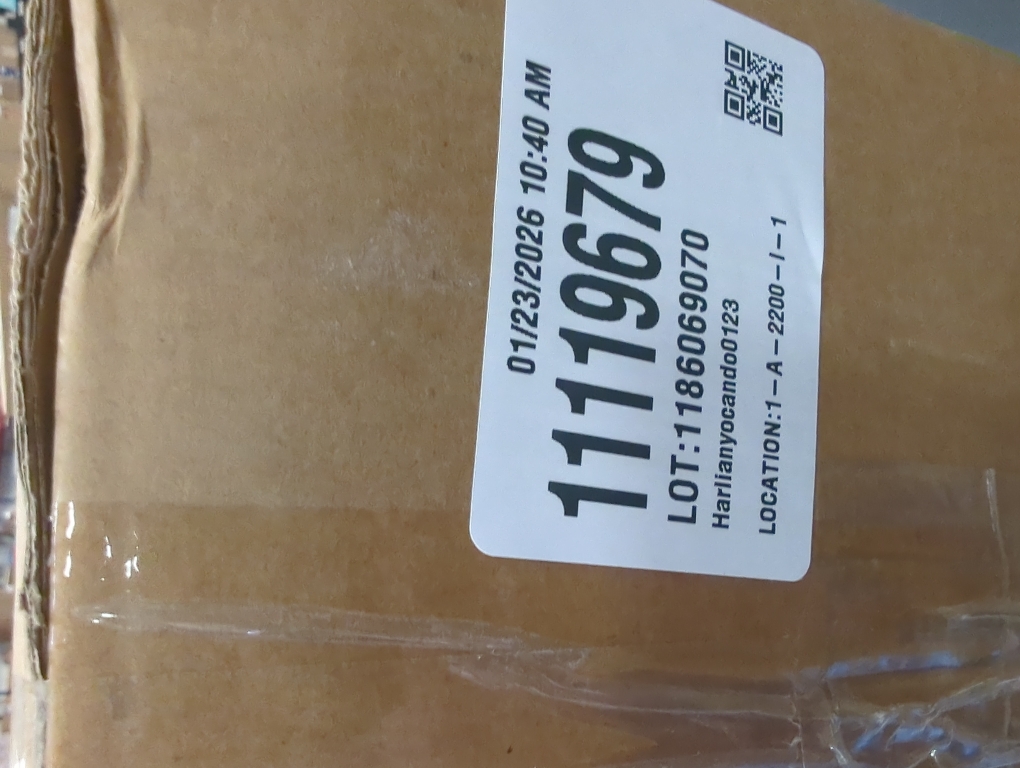 01/23/2026 10:40 AM
11119679
LOT:1186069070
Harlianyocando0123
LOCATION:1-A-2200-I-1